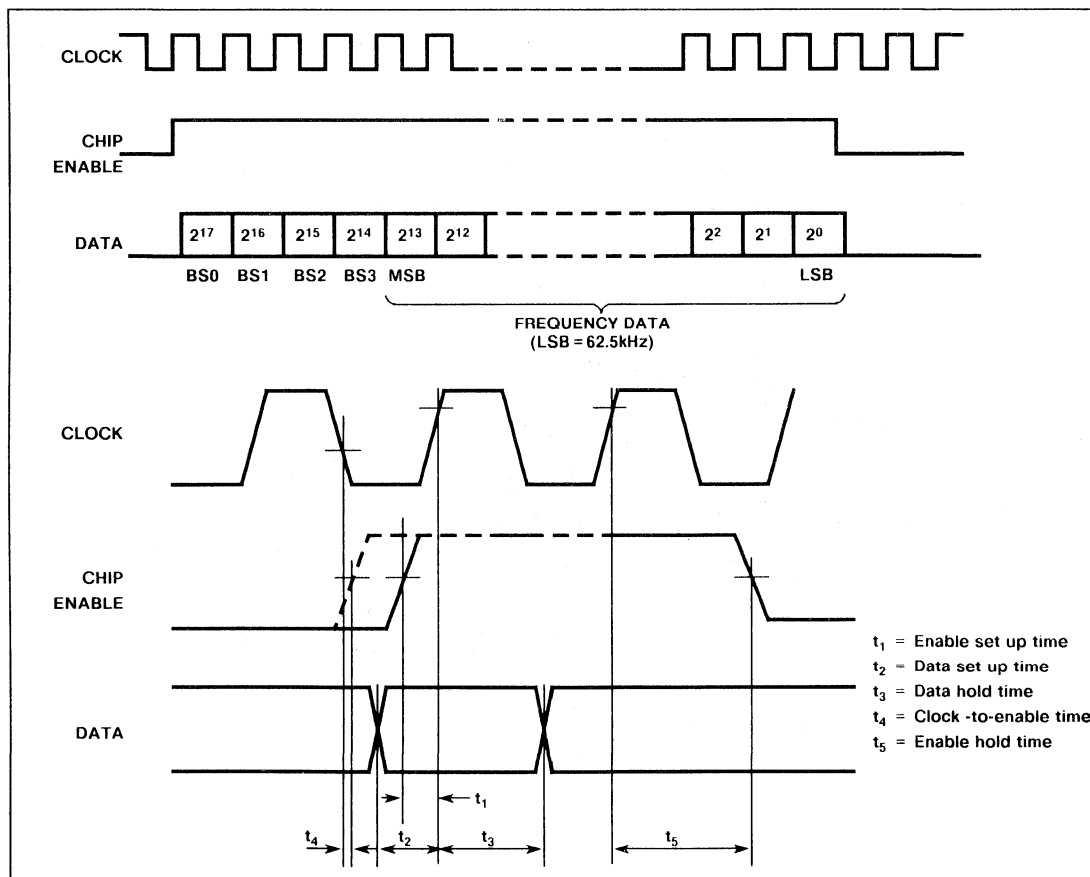 CLOCK
CHIP
ENABLE
DATA
2¹⁷ 2¹⁶ 2¹⁵ 2¹⁴ 2¹³ 2¹² 2² 2¹ 2⁰
BS0 BS1 BS2 BS3 MSB LSB
FREQUENCY DATA
(LSB = 62.5kHz)
CLOCK
CHIP
ENABLE
DATA
t₁ = Enable set up time
t₂ = Data set up time
t₃ = Data hold time
t₄ = Clock -to-enable time
t₅ = Enable hold time
t₁
t₄ t₂ t₃ t₅